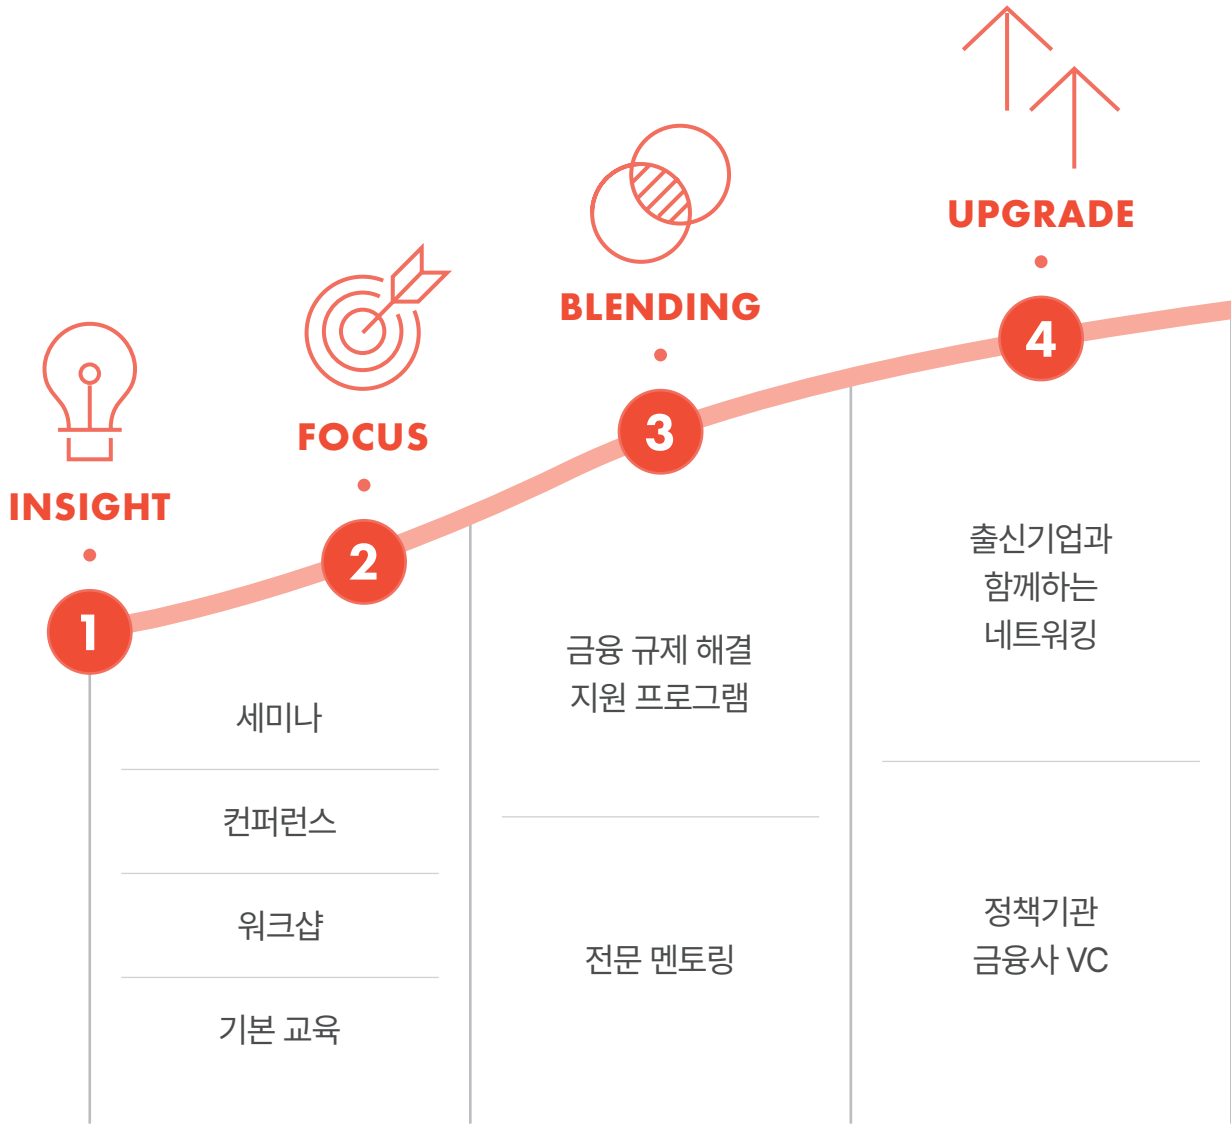 INSIGHT
1
FOCUS
2
BLENDING
3
UPGRADE
4
세미나
컨퍼런스
워크샵
기본 교육
금융 규제 해결
지원 프로그램
전문 멘토링
출신기업과
함께하는
네트워킹
정책기관
금융사 VC